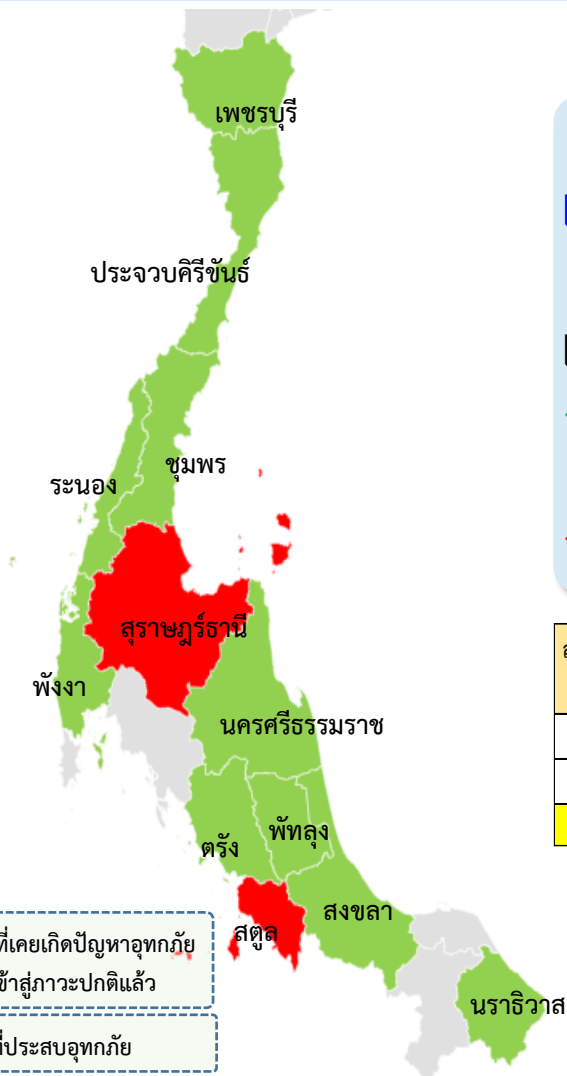 เพชรบุรี
ประจวบคิรีขันธ์
ชุมพร
ระนอง
สุราษฎร์ธานี
พังงา
นครศรีธรรมราช
พัทลุง
ตรัง
สงขลา
สตูล
ที่เคยเกิดปัญหาอุทกภัย
ข้าสู่ภาวะปกติแล้ว
นราธิวาส
ที่ประสบอุทกภัย